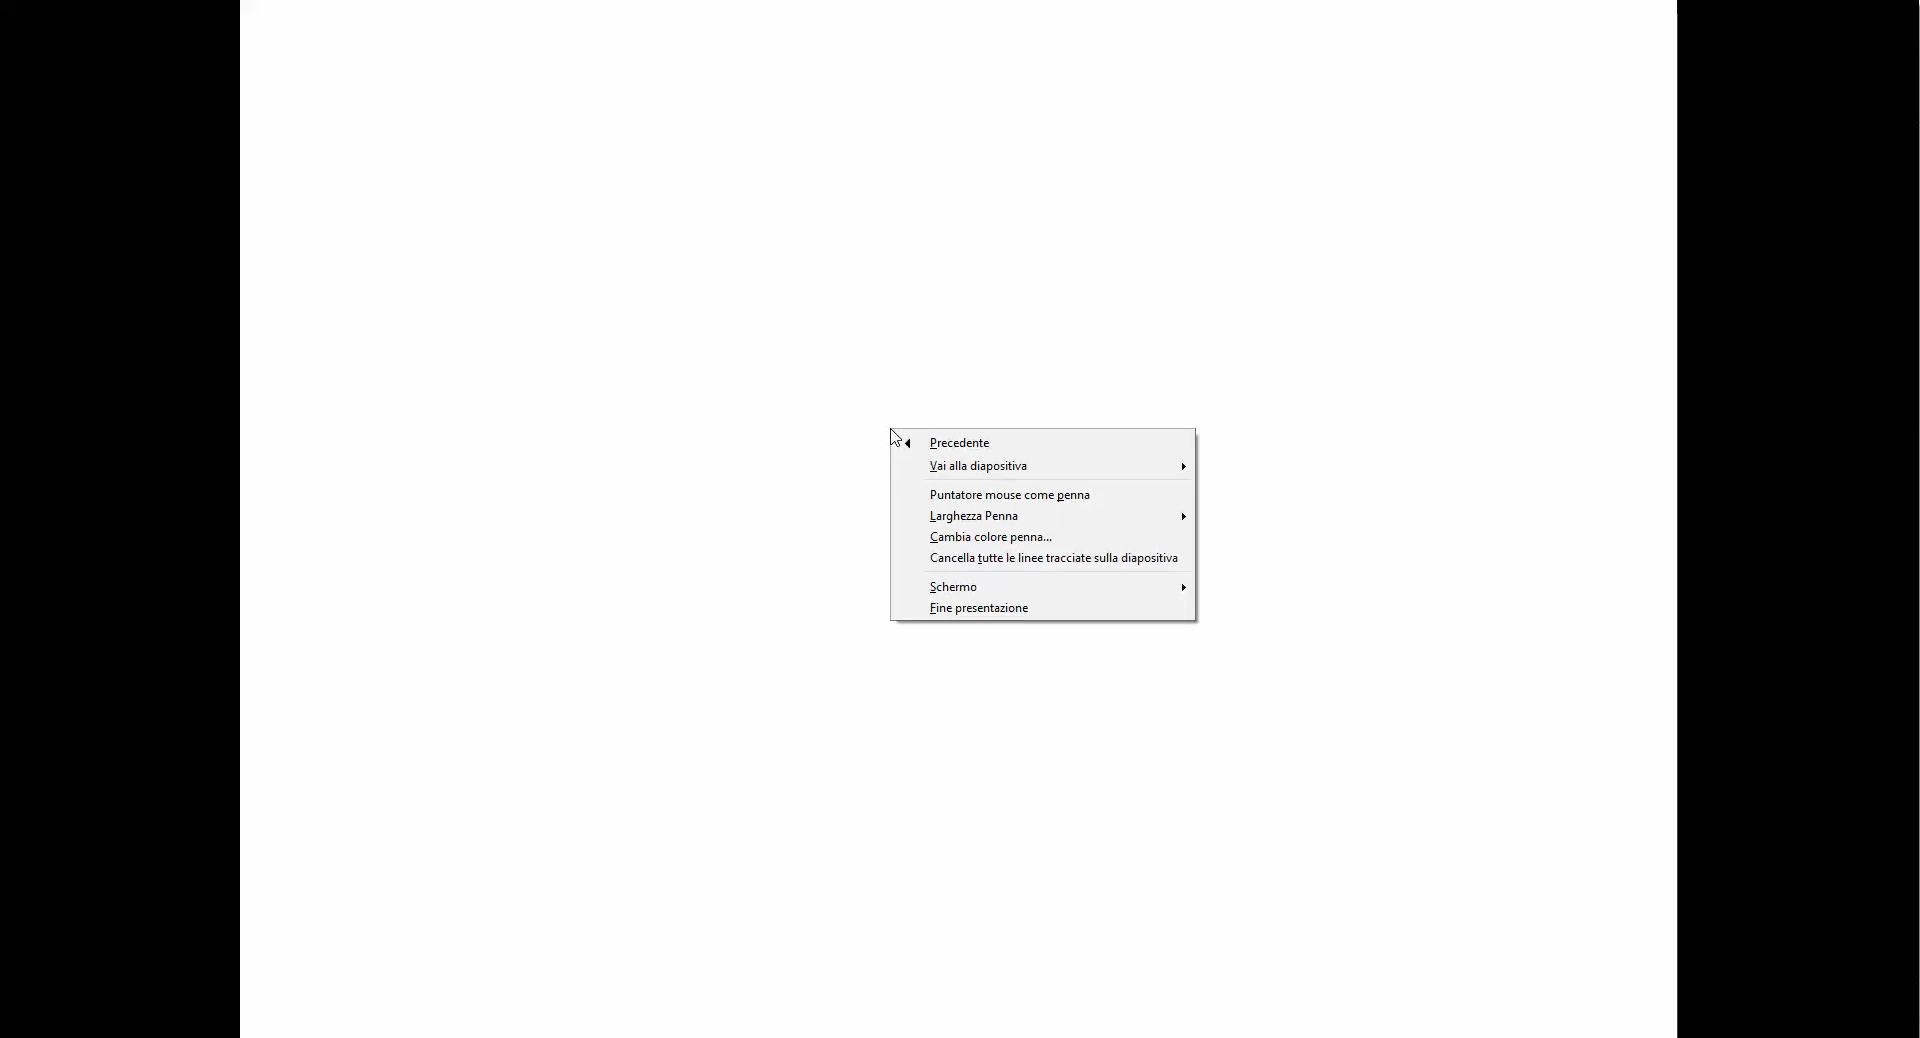 Precedente
Vai alla diapositiva
Puntatore mouse come penna
Larghezza Penna
Cambia colore penna...
Cancella tutte le linee tracciate sulla diapositiva
Schermo
Fine presentazione